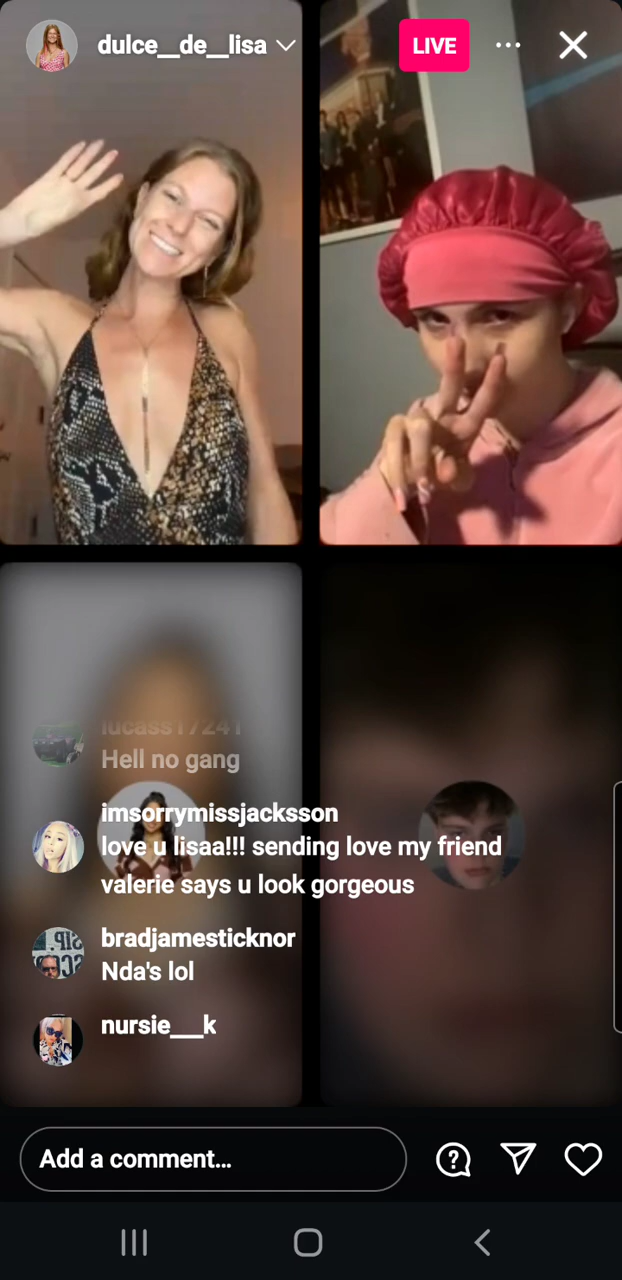 dulce__de__lisa
LIVE
lucass17241
Hell no gang
imsorrymissjacksson
love u lisaa!!! sending love my friend
valerie says u look gorgeous
bradjamesticknor
Nda's lol
nursie___k
Add a comment...